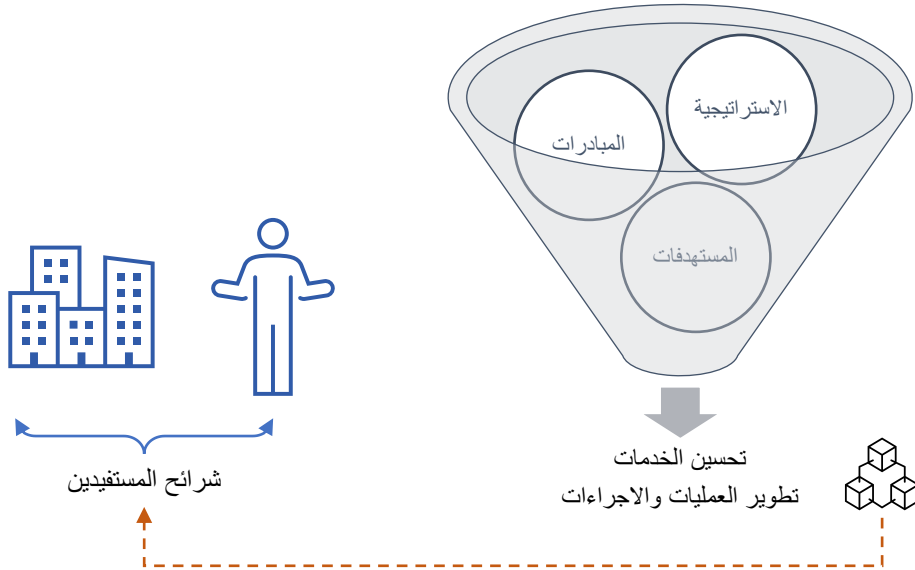 الاستراتيجية
المبادرات
المستهدفات
تحسين الخدمات
تطوير العمليات والاجراءات
شرائح المستفيدين